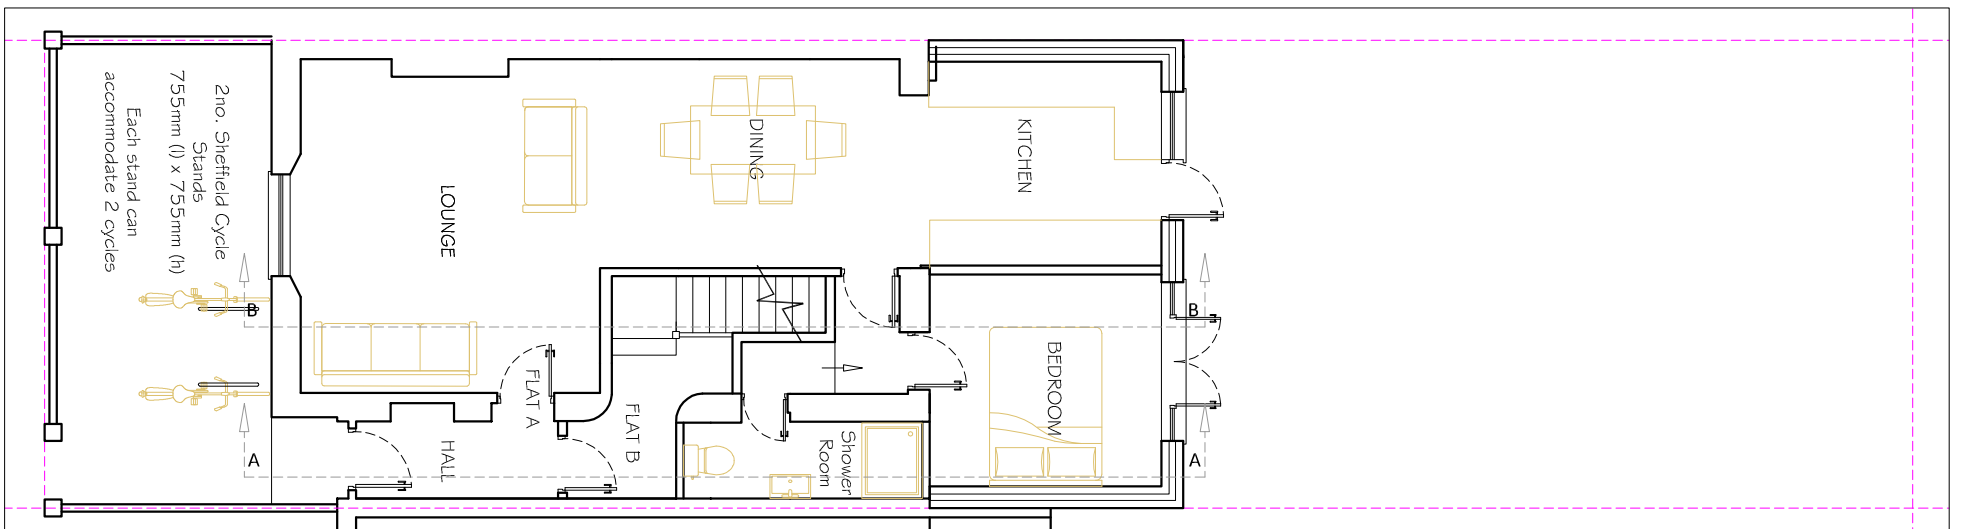 2no. Sheffield Cycle
Stands
755mm (l) x 755mm (h)
Each stand can
accommodate 2 cycles
LOUNGE
DINING
KITCHEN
B
B
BEDROOM
FLAT A
FLAT B
HALL
Shower
Room
A
A